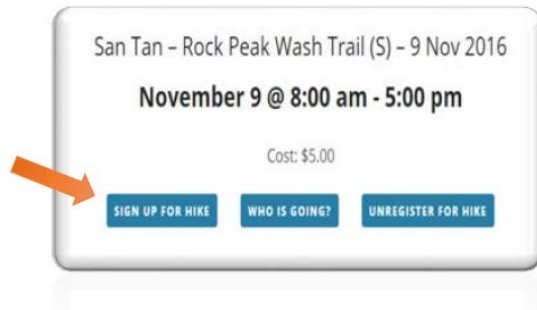 San Tan – Rock Peak Wash Trail (S) – 9 Nov 2016
November 9 @ 8:00 am - 5:00 pm
Cost: $5.00
SIGN UP FOR HIKE WHO IS GOING? UNREGISTER FOR HIKE